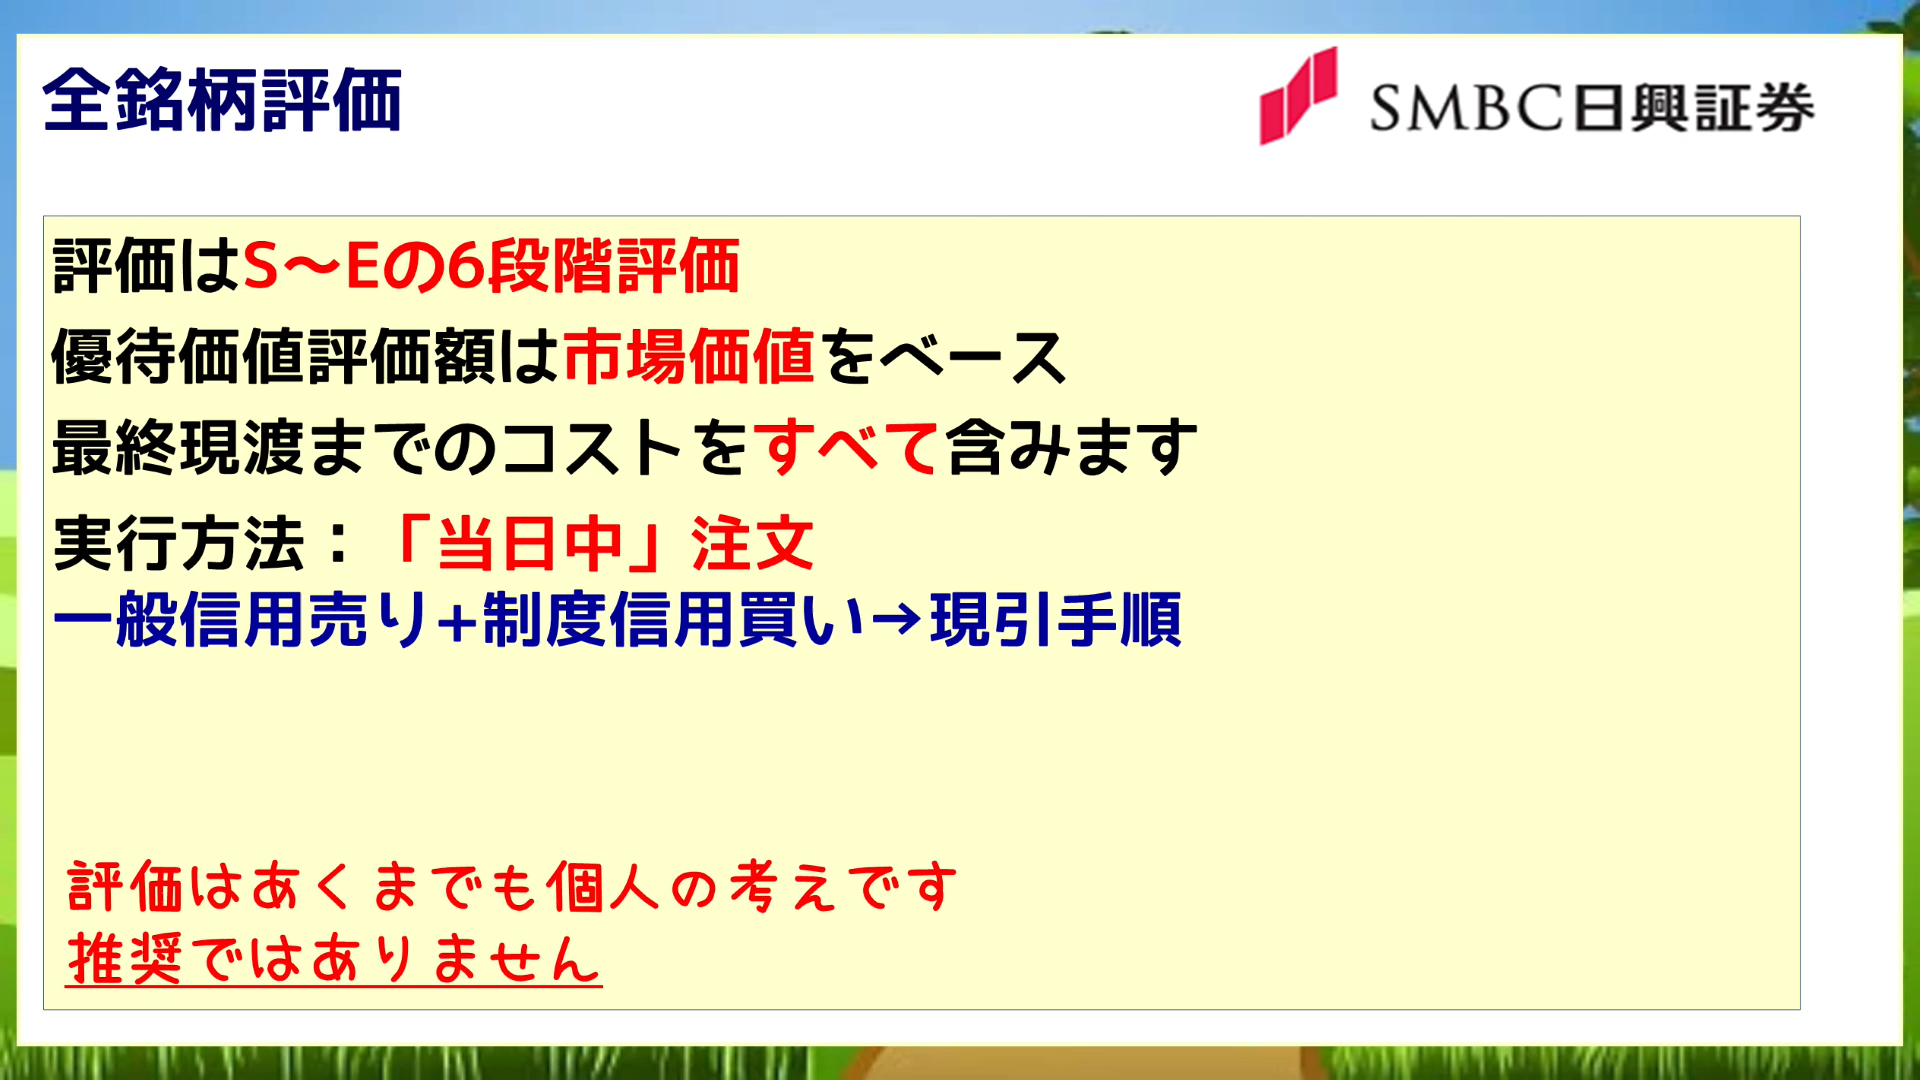 全銘柄評価
SMBC日興証券
評価はS～Eの6段階評価
優待価値評価額は市場価値をベース
最終現渡までのコストをすべて含みます
実行方法：「当日中」注文
一般信用売り+制度信用買い→現引手順
評価はあくまでも個人の考えです
推奨ではありません